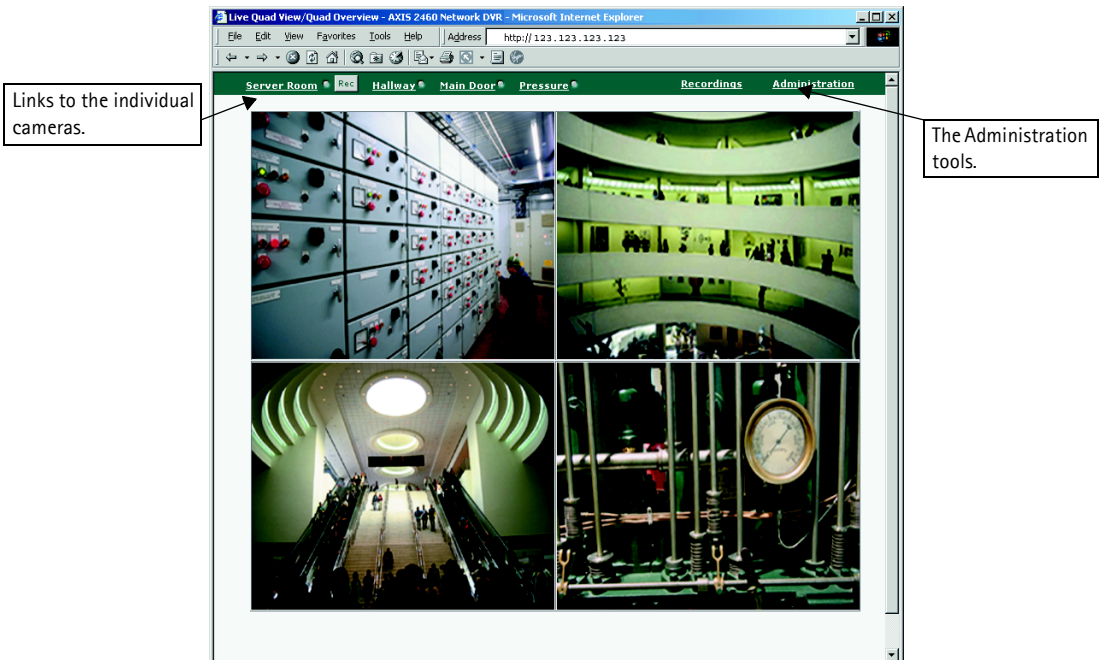 Live Quad View/Quad Overview - AXIS 2460 Network DVR - Microsoft Internet Explorer
File Edit View Favorites Tools Help Address http://123.123.123.123
Server Room Rec Hallway Main Door Pressure Recordings Administration
Links to the individual
cameras.
The Administration
tools.